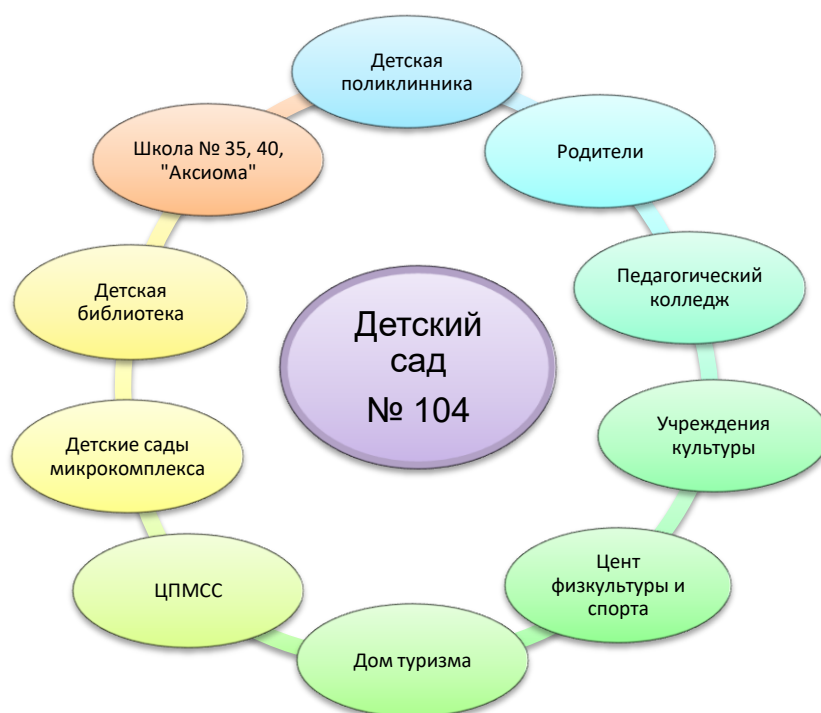 Детская
поликлинника
Родители
Педагогический
колледж
Учреждения
культуры
Цент
физкультуры и
спорта
Дом туризма
ЦПМСС
Детские сады
микрокомплекса
Детская
библиотека
Школа № 35, 40,
"Аксиома"
Детский
сад
№ 104